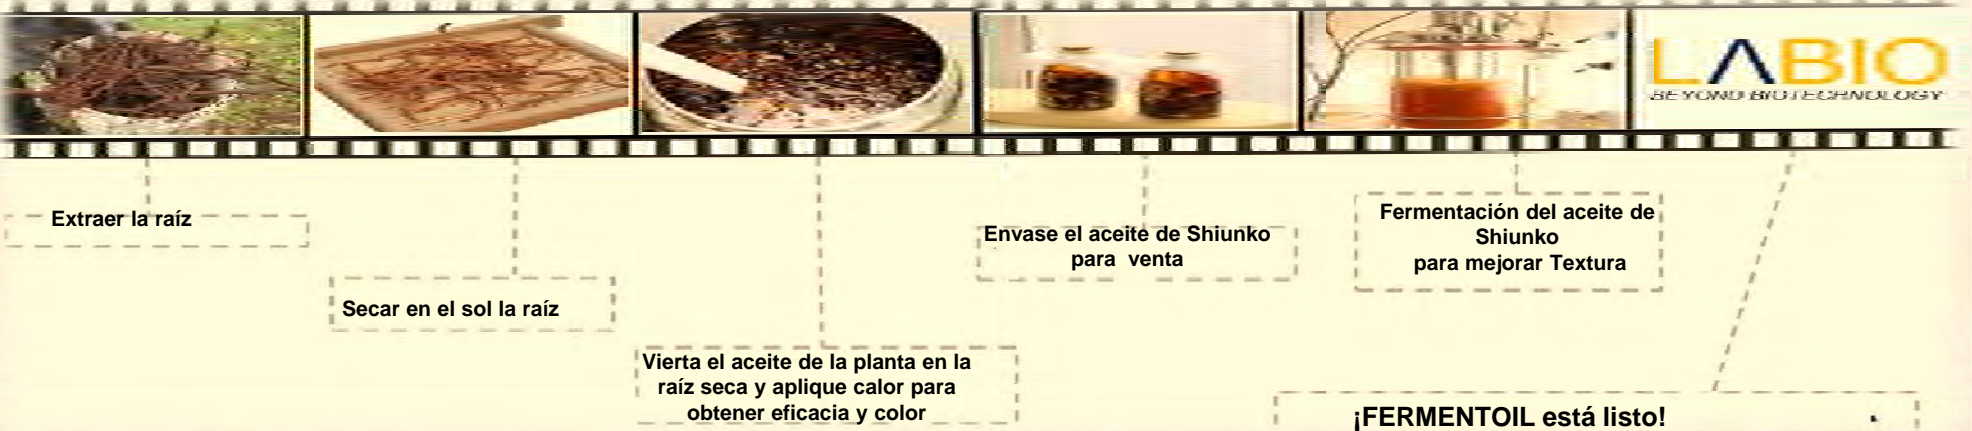 LABIO
BEYOND BIOTECHNOLOGY
Extraer la raíz
Secar en el sol la raíz
Vierta el aceite de la planta en la
raíz seca y aplique calor para
obtener eficacia y color
Envase el aceite de Shiunko
para venta
Fermentación del aceite de
Shiunko
para mejorar Textura
¡FERMENTOIL está listo!